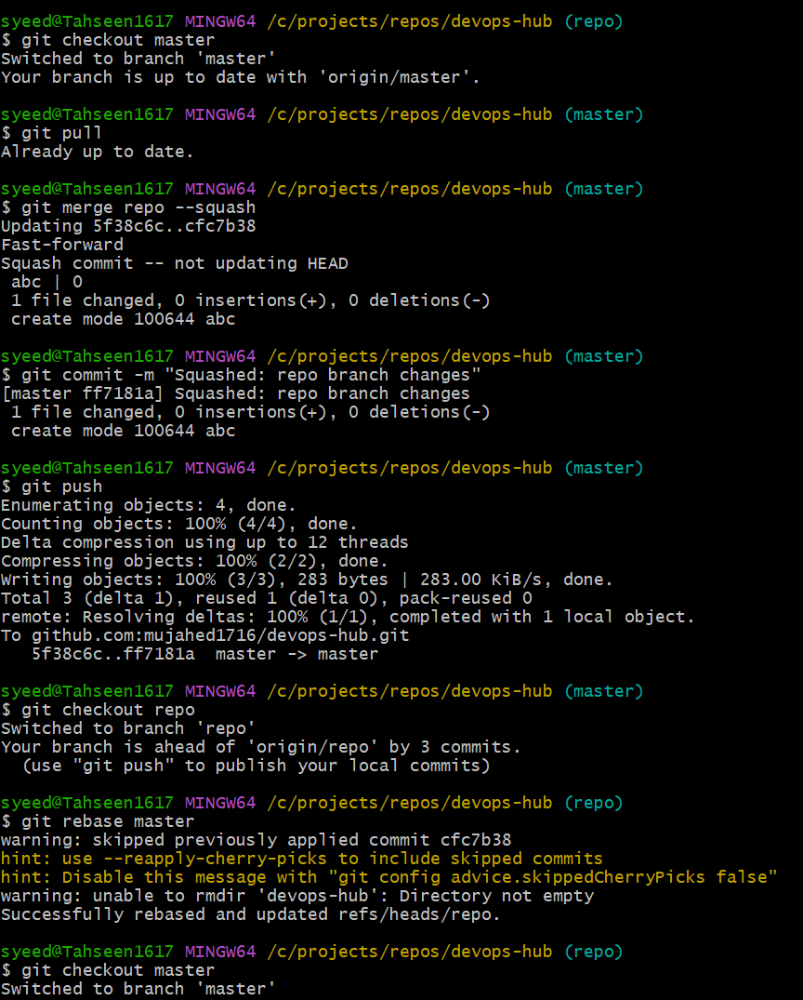 syeed@Tahseen1617 MINGW64 /c/projects/repos/devops-hub (repo)
$ git checkout master
Switched to branch 'master'
Your branch is up to date with 'origin/master'.

syeed@Tahseen1617 MINGW64 /c/projects/repos/devops-hub (master)
$ git pull
Already up to date.

syeed@Tahseen1617 MINGW64 /c/projects/repos/devops-hub (master)
$ git merge repo --squash
Updating 5f38c6c..cfc7b38
Fast-forward
Squash commit -- not updating HEAD
 abc | 0
 1 file changed, 0 insertions(+), 0 deletions(-)
 create mode 100644 abc

syeed@Tahseen1617 MINGW64 /c/projects/repos/devops-hub (master)
$ git commit -m "Squashed: repo branch changes"
[master ff7181a] Squashed: repo branch changes
 1 file changed, 0 insertions(+), 0 deletions(-)
 create mode 100644 abc

syeed@Tahseen1617 MINGW64 /c/projects/repos/devops-hub (master)
$ git push
Enumerating objects: 4, done.
Counting objects: 100% (4/4), done.
Delta compression using up to 12 threads
Compressing objects: 100% (2/2), done.
Writing objects: 100% (3/3), 283 bytes | 283.00 KiB/s, done.
Total 3 (delta 1), reused 1 (delta 0), pack-reused 0
remote: Resolving deltas: 100% (1/1), completed with 1 local object.
To github.com:mujahed1716/devops-hub.git
   5f38c6c..ff7181a  master -> master

syeed@Tahseen1617 MINGW64 /c/projects/repos/devops-hub (master)
$ git checkout repo
Switched to branch 'repo'
Your branch is ahead of 'origin/repo' by 3 commits.
  (use "git push" to publish your local commits)

syeed@Tahseen1617 MINGW64 /c/projects/repos/devops-hub (repo)
$ git rebase master
warning: skipped previously applied commit cfc7b38
hint: use --reapply-cherry-picks to include skipped commits
hint: Disable this message with "git config advice.skippedCherryPicks false"
warning: unable to rmdir 'devops-hub': Directory not empty
Successfully rebased and updated refs/heads/repo.

syeed@Tahseen1617 MINGW64 /c/projects/repos/devops-hub (repo)
$ git checkout master
Switched to branch 'master'